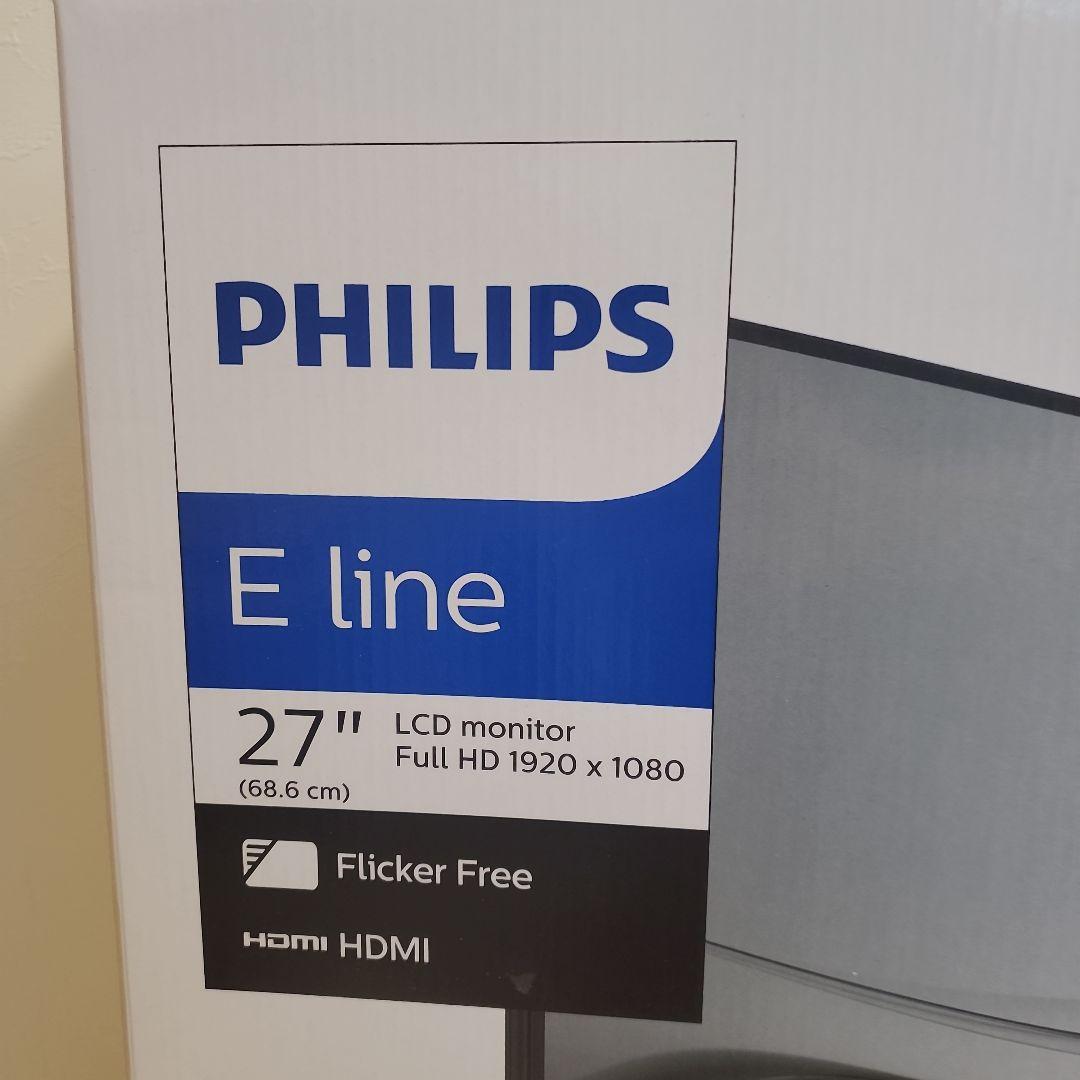 PHILIPS
E line
27"
(68.6 cm)
LCD monitor
Full HD 1920 x 1080
Flicker Free
HDMI HDMI